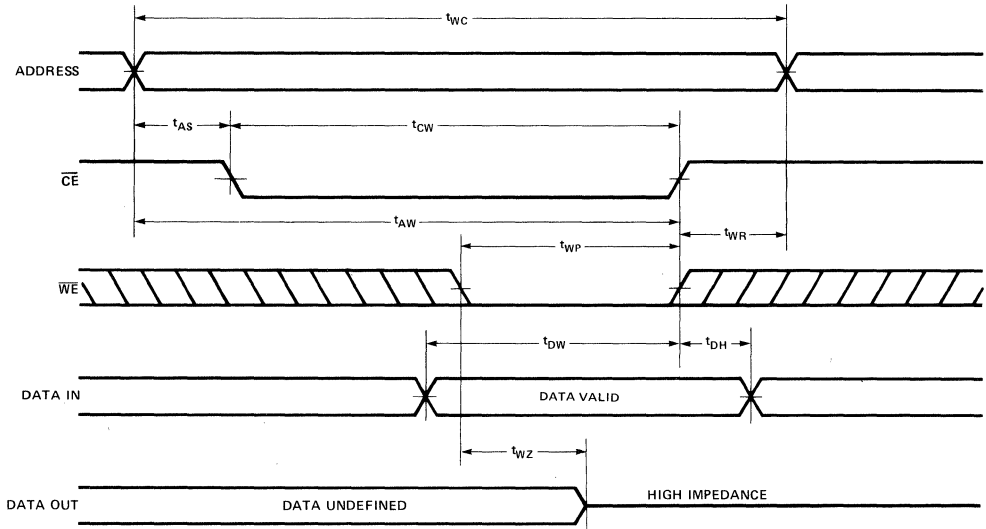 tWC
ADDRESS
tAS
tCW
CE
tAW
tWR
tWP
WE
tDW
tDH
DATA IN
DATA VALID
tWZ
DATA OUT
DATA UNDEFINED
HIGH IMPEDANCE